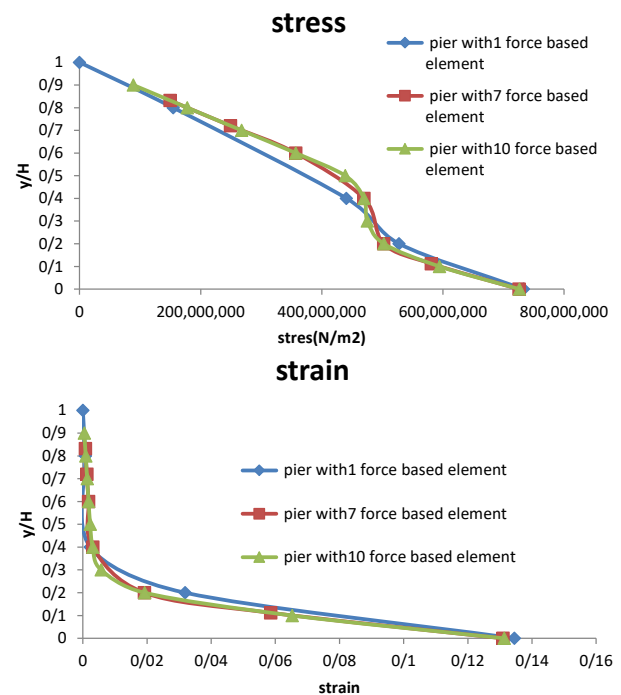 stress
pier with1 force based
element
pier with7 force based
element
pier with10 force based
element
y/H
1
0/9
0/8
0/7
0/6
0/5
0/4
0/3
0/2
0/1
0
0 200,000,000 400,000,000 600,000,000 800,000,000
stres(N/m2)
strain
pier with1 force based element
pier with7 force based element
pier with10 force based element
y/H
1
0/9
0/8
0/7
0/6
0/5
0/4
0/3
0/2
0/1
0
0 0/02 0/04 0/06 0/08 0/1 0/12 0/14 0/16
strain